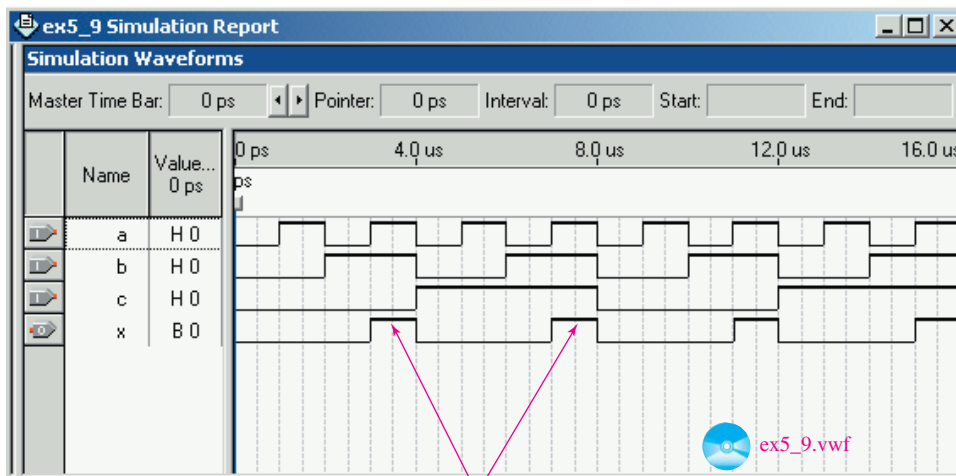 ex5_9 Simulation Report
Simulation Waveforms
Master Time Bar: 0 ps Pointer: 0 ps Interval: 0 ps Start: End:
Name Value... 0 ps
0 ps 4.0 us 8.0 us 12.0 us 16.0 us
ps
a H 0
b H 0
c H 0
x B 0
ex5_9.vwf